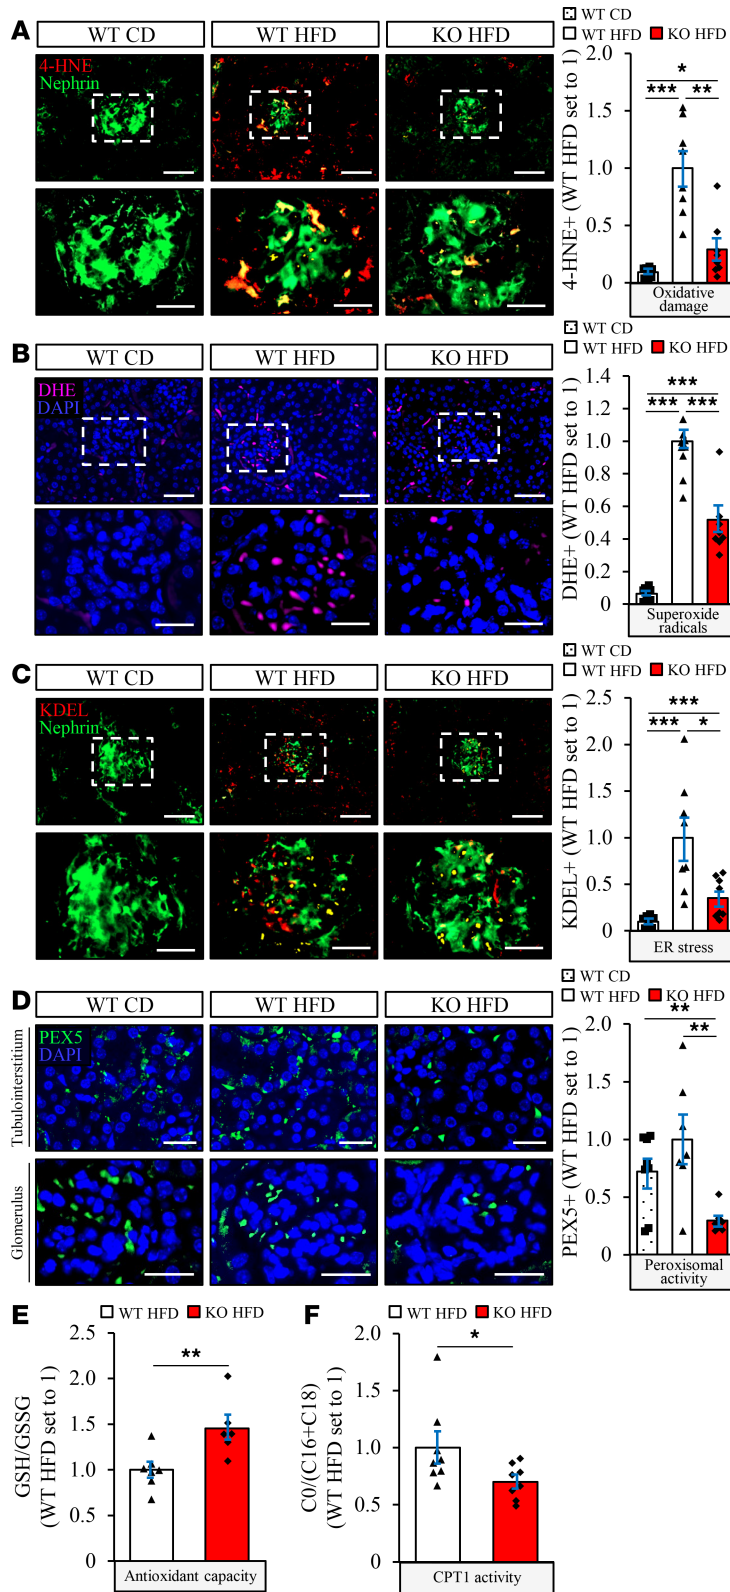 A
WT CD
WT HFD
KO HFD
4-HNE
Nephrin
WT CD
WT HFD KO HFD
4-HNE+ (WT HFD set to 1)
2.0
1.5
1.0
0.5
0
*
*** **
Oxidative
damage
B
WT CD
WT HFD
KO HFD
DHE
DAPI
WT CD
WT HFD KO HFD
DHE+ (WT HFD set to 1)
1.4
1.2
1.0
0.8
0.6
0.4
0.2
0
***
*** ***
Superoxide
radicals
C
WT CD
WT HFD
KO HFD
KDEL
Nephrin
WT CD
WT HFD KO HFD
KDEL+ (WT HFD set to 1)
2.5
2.0
1.5
1.0
0.5
0
***
*** *
ER stress
D
WT CD
WT HFD
KO HFD
Tubulointerstitium
PEX5
DAPI
Glomerulus
WT CD
WT HFD KO HFD
PEX5+ (WT HFD set to 1)
2.0
1.5
1.0
0.5
0
**
**
Peroxisomal
activity
E
WT HFD KO HFD
GSH/GSSG
(WT HFD set to 1)
2.5
2.0
1.5
1.0
0.5
0
**
Antioxidant capacity
F
WT HFD KO HFD
C0/(C16+C18)
(WT HFD set to 1)
2.0
1.5
1.0
0.5
0
*
CPT1 activity